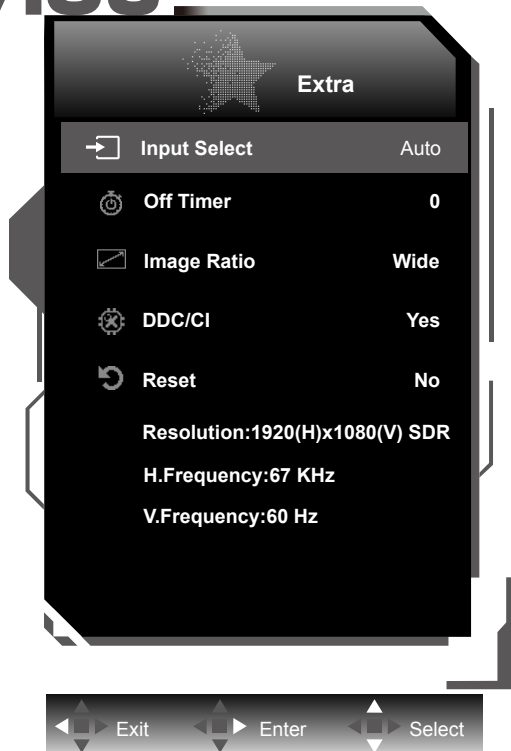 Extra
Input Select Auto
Off Timer 0
Image Ratio Wide
DDC/CI Yes
Reset No
Resolution:1920(H)x1080(V) SDR
H.Frequency:67 KHz
V.Frequency:60 Hz
Exit Enter Select